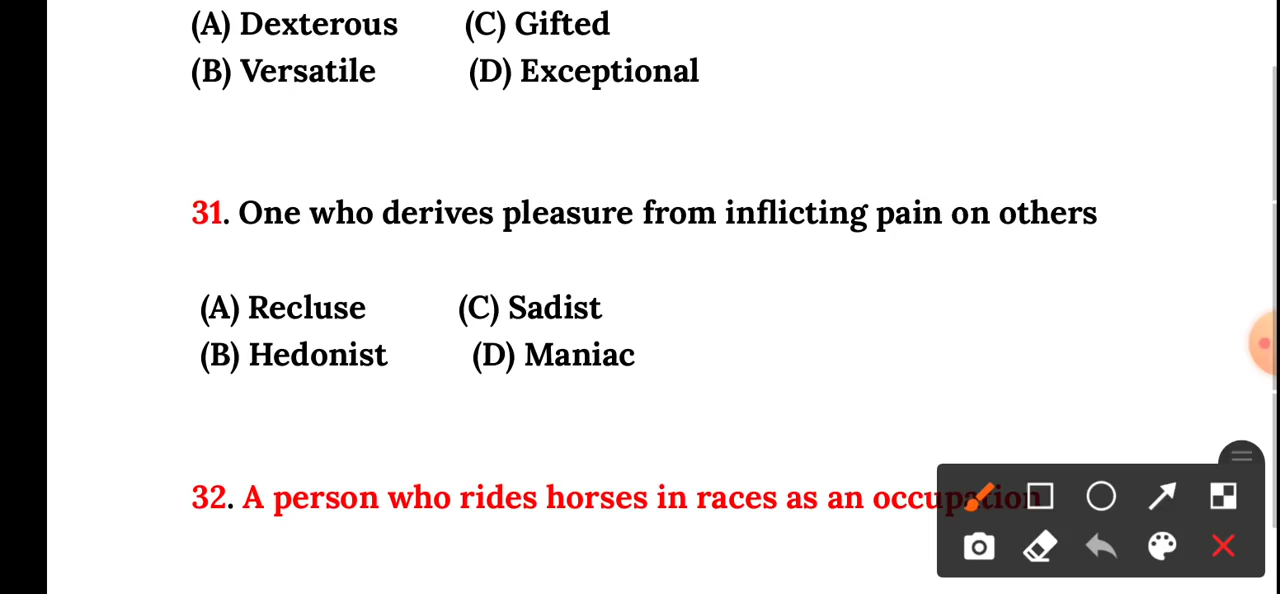 (A) Dexterous (C) Gifted
(B) Versatile (D) Exceptional
31. One who derives pleasure from inflicting pain on others
(A) Recluse (C) Sadist
(B) Hedonist (D) Maniac
32. A person who rides horses in races as an occupation